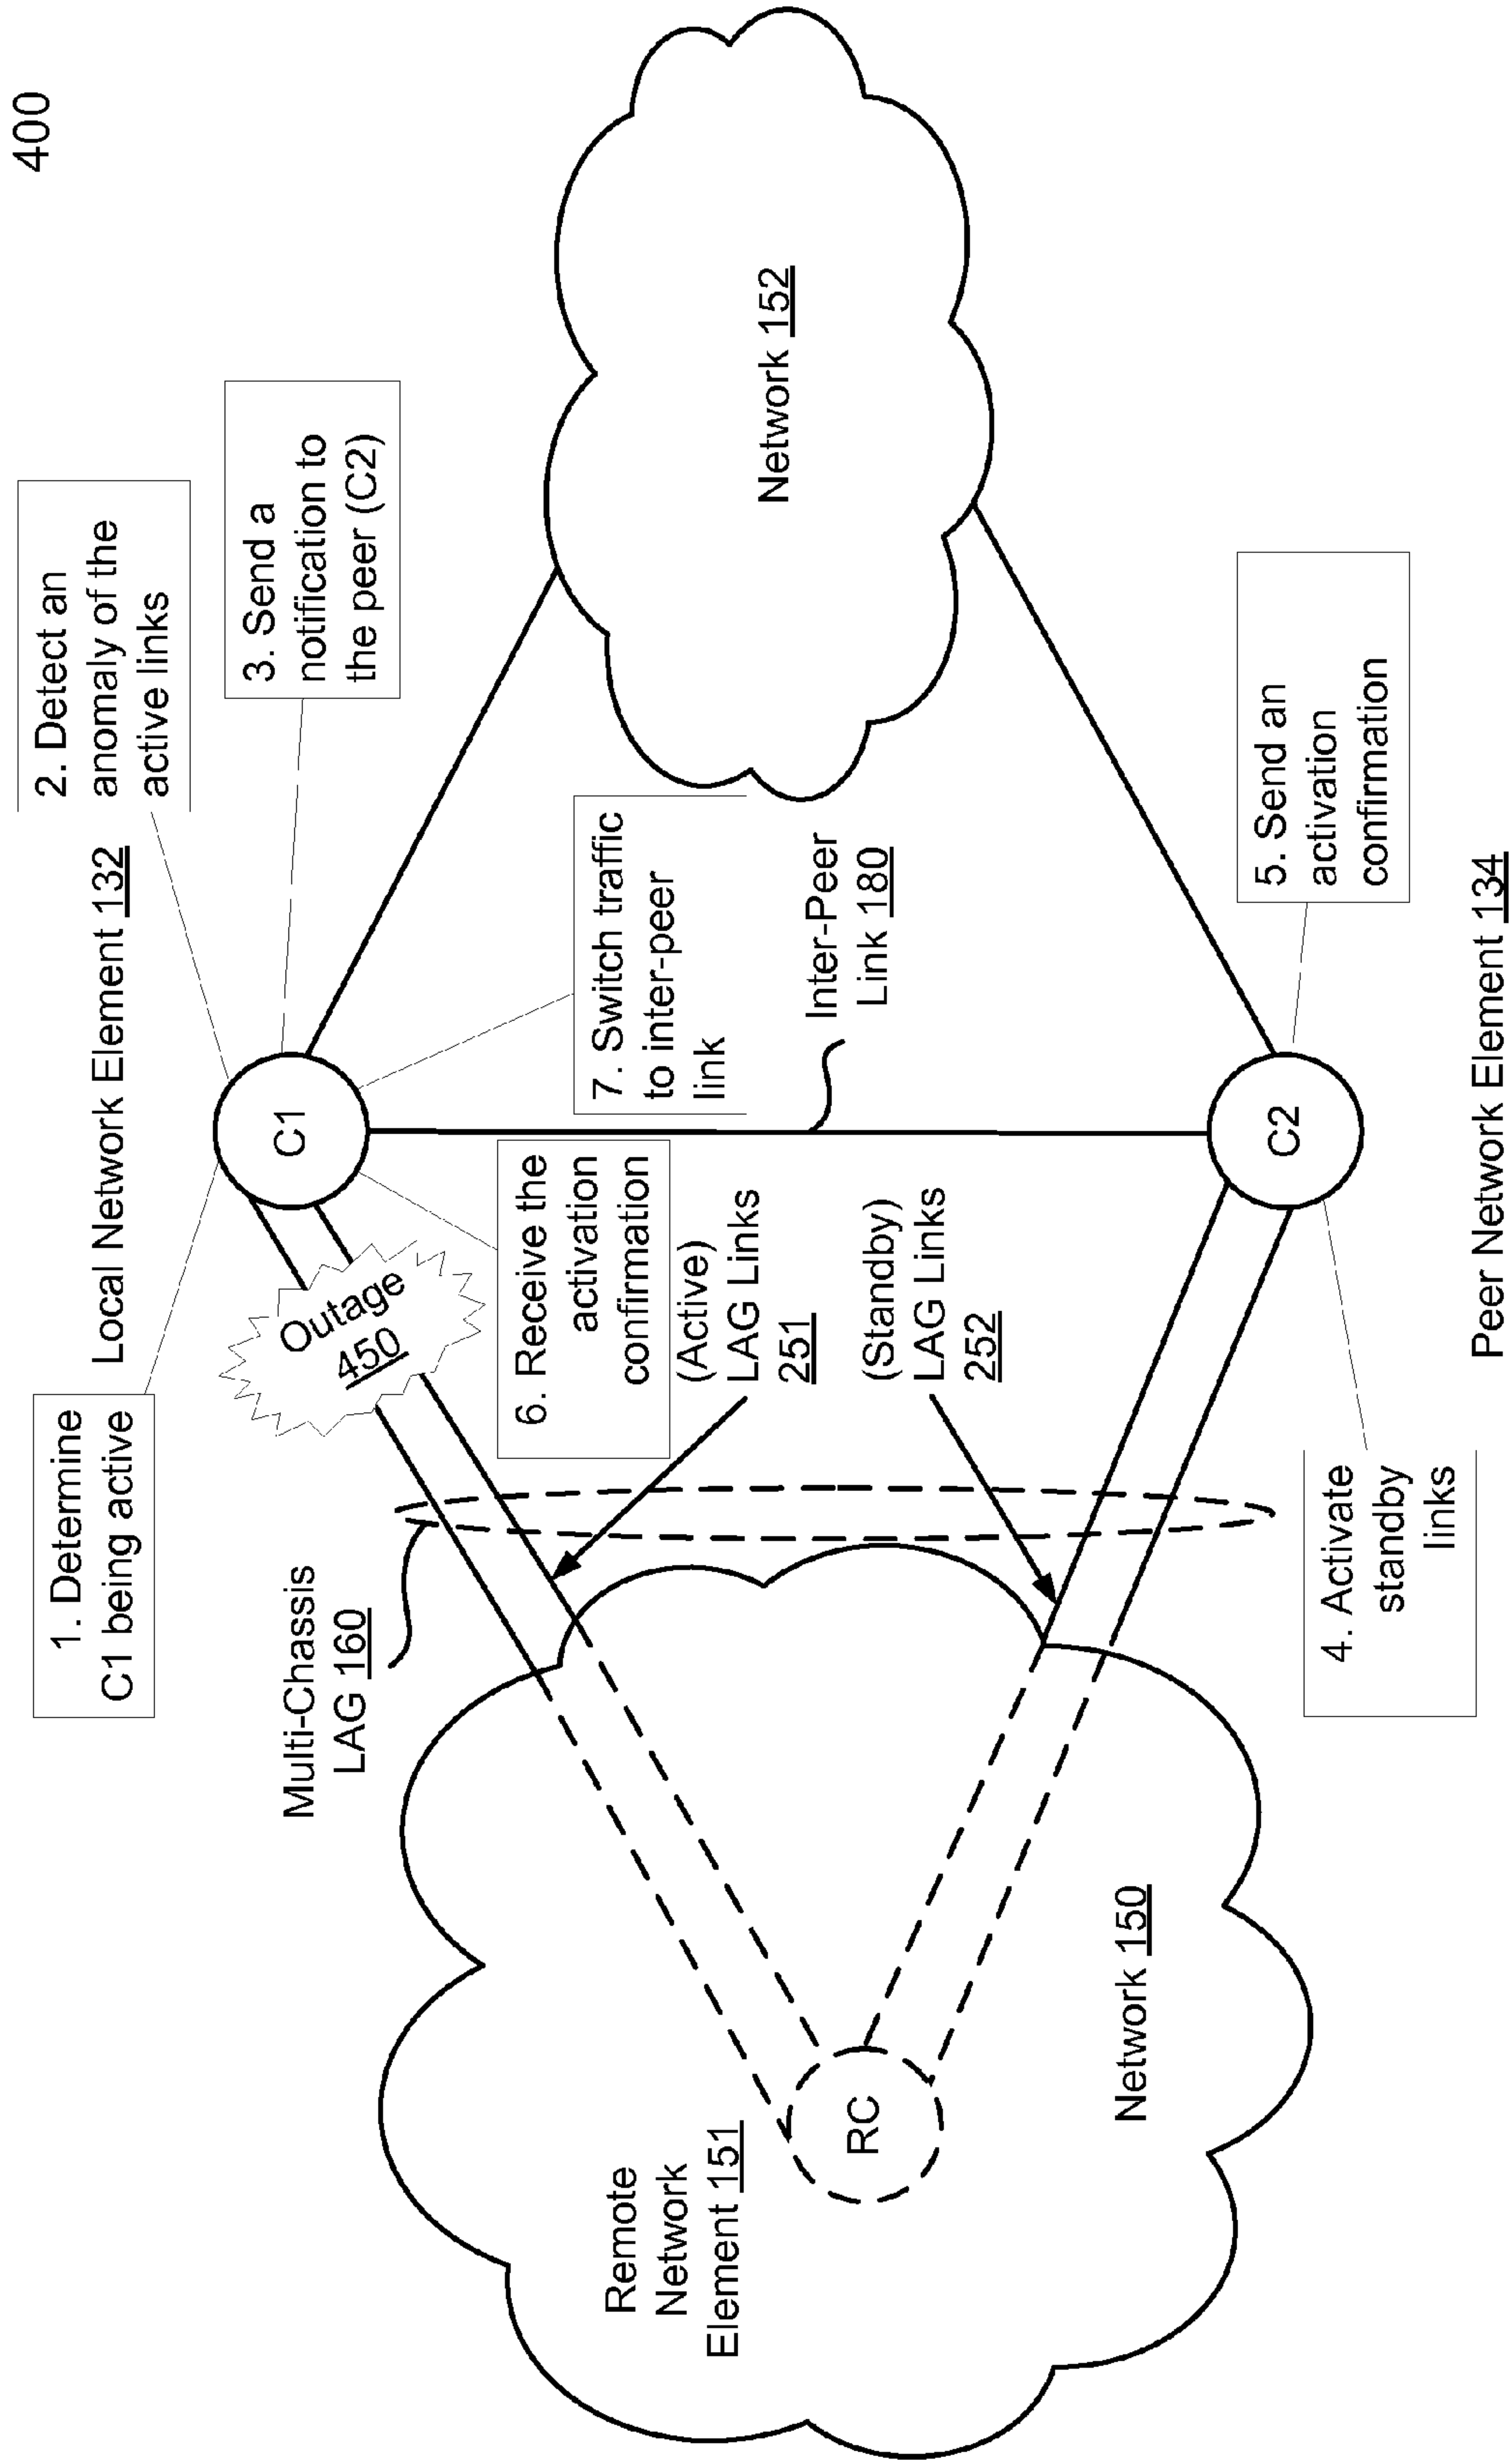 400
1. Determine
C1 being active
Local Network Element 132
2. Detect an
anomaly of the
active links
3. Send a
notification to
the peer (C2)
Multi-Chassis
LAG 160
Outage
450
C1
6. Receive the
activation
confirmation
7. Switch traffic
to inter-peer
link
(Active)
LAG Links
251
Inter-Peer
Link 180
(Standby)
LAG Links
252
Network 152
Remote
Network
Element 151
RC
Network 150
C2
4. Activate
standby
links
5. Send an
activation
confirmation
Peer Network Element 134